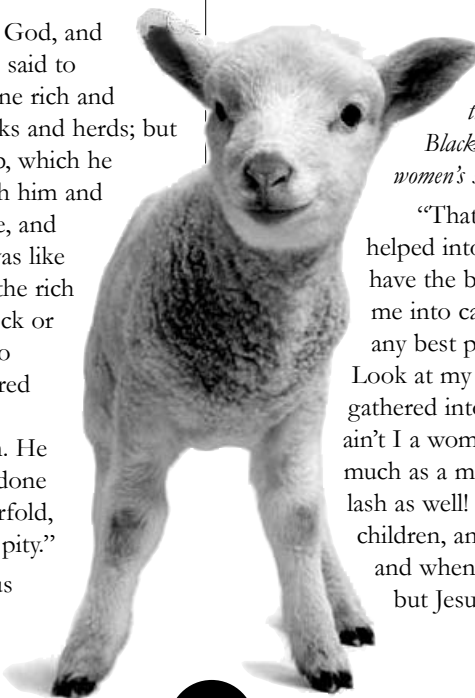 God, and
said to
ne rich and
ks and herds; but
which he
h him and
e, and
as like
the rich
ck or
o
red
. He
done
rfold,
pity.”
us
t
Black
women’s
“That
helped into
have the b
me into ca
any best p
Look at my
gathered into
ain’t I a wom
much as a m
lash as well!
children, an
and when
but Jesu